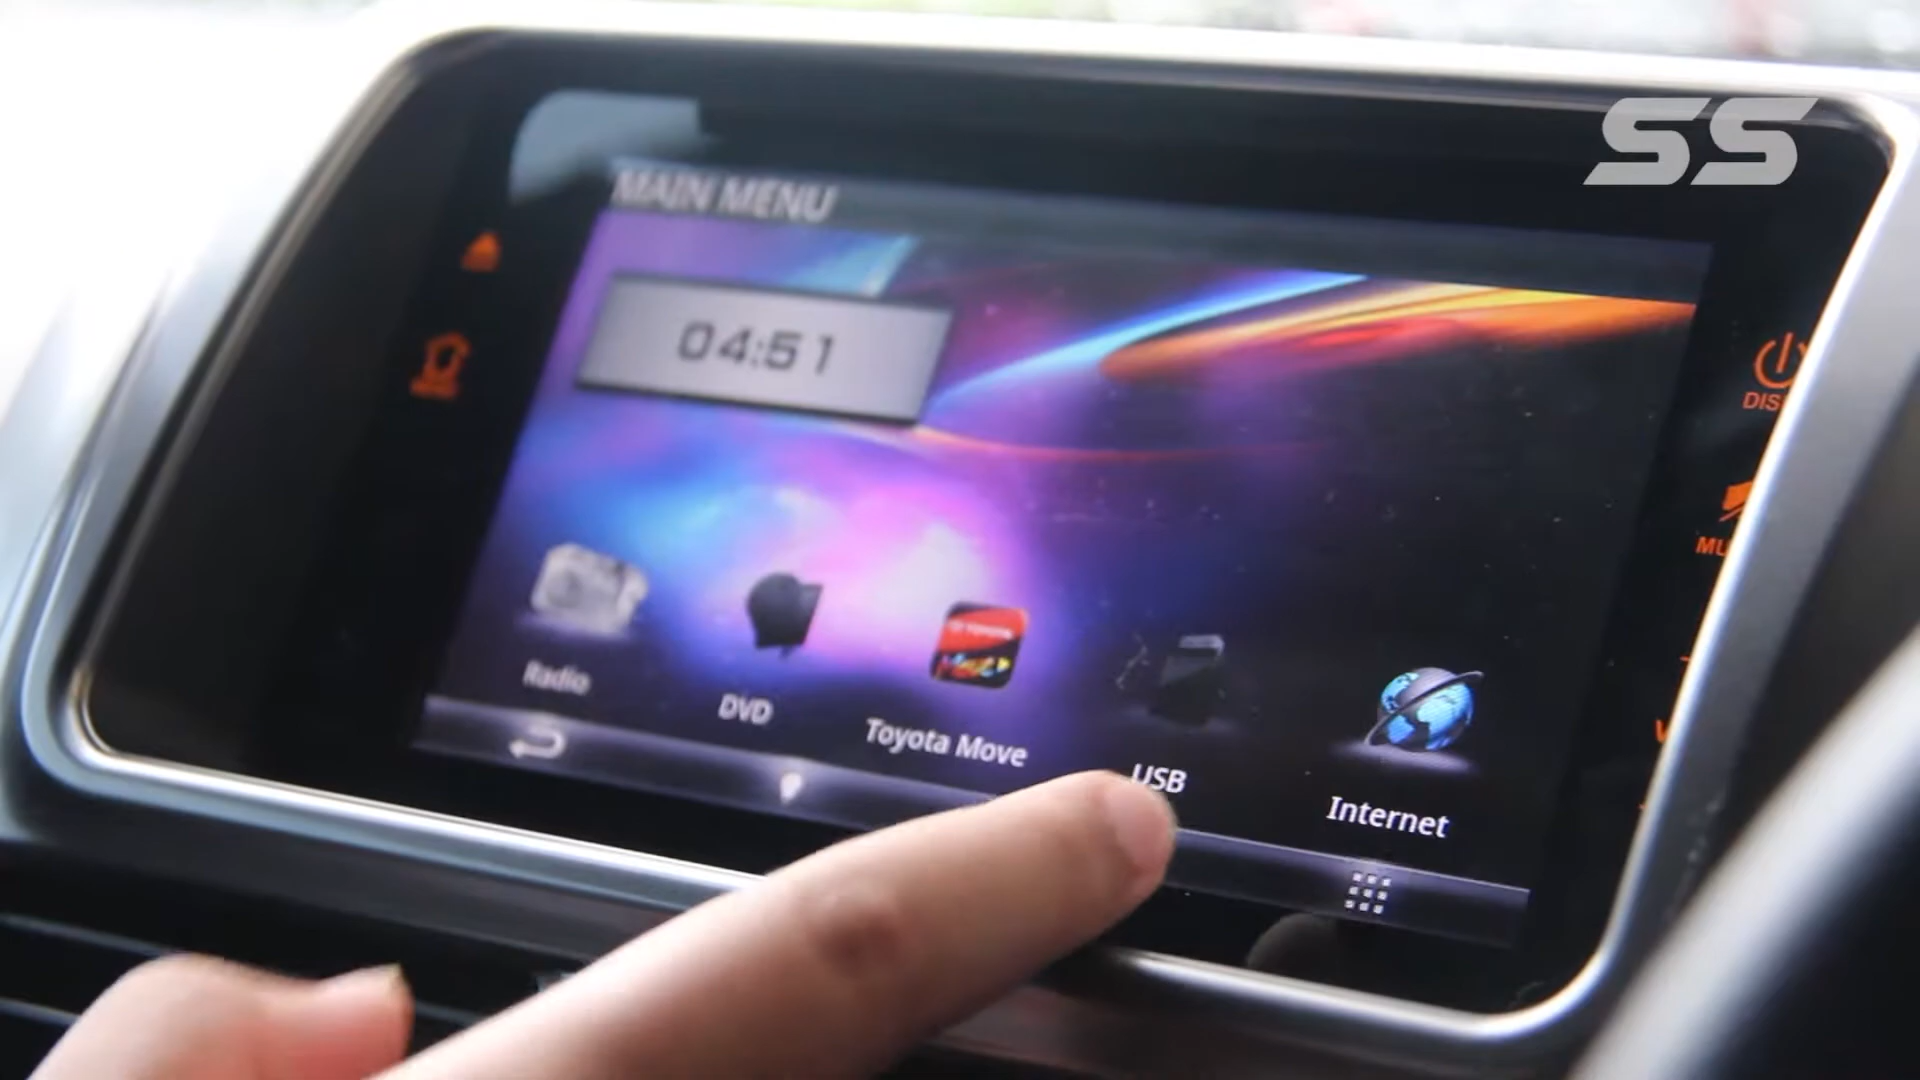 SS
MAIN MENU
04:51
Radio
DVD
Toyota Move
USB
Internet